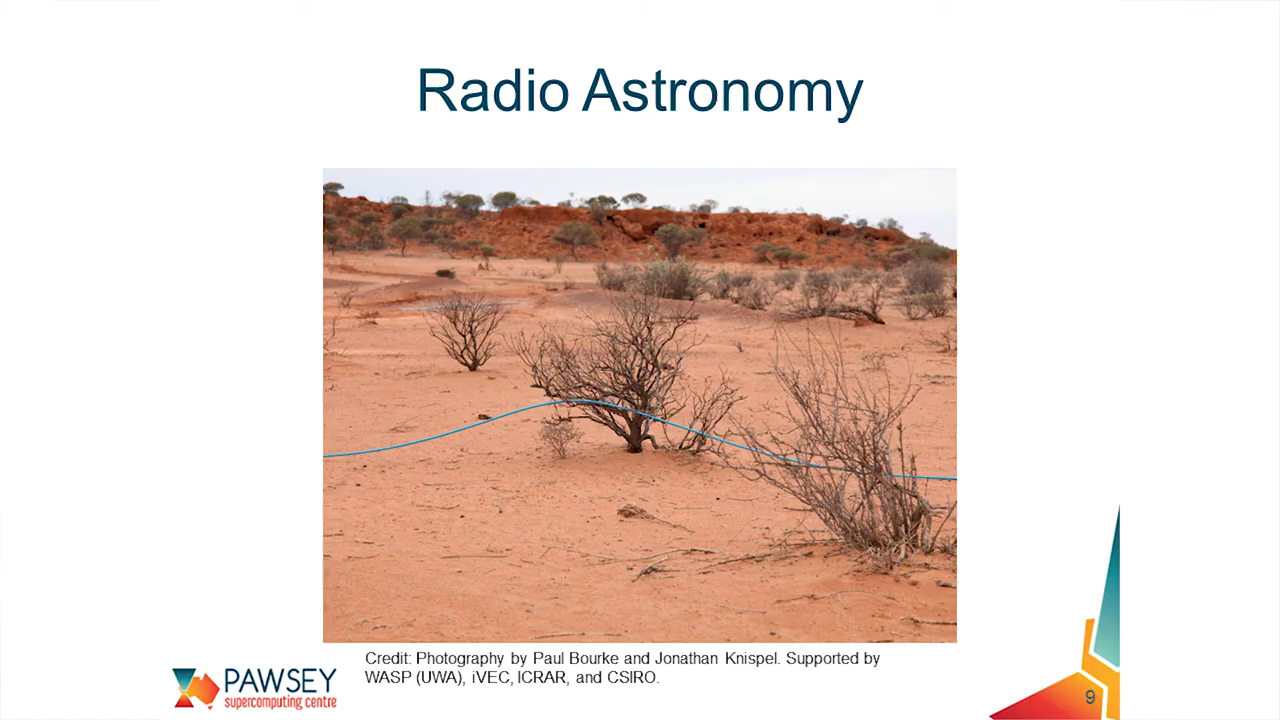 Radio Astronomy
Credit: Photography by Paul Bourke and Jonathan Knispel. Supported by
WASP (UWA), iVEC, ICRAR, and CSIRO.
PAWSEY
supercomputing centre
9